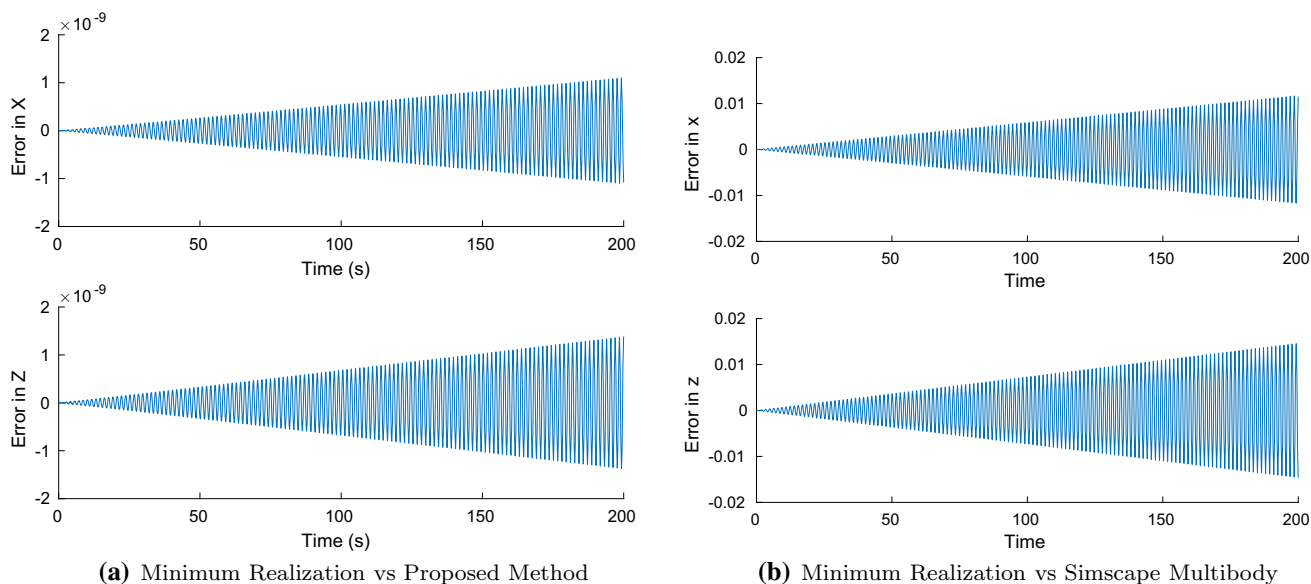 ×10⁻⁹
2
1
0
-1
-2
Error in X
0 50 100 150 200
Time (s)
×10⁻⁹
2
1
0
-1
-2
Error in Z
0 50 100 150 200
Time (s)
(a) Minimum Realization vs Proposed Method
0.02
0.01
0
-0.01
-0.02
Error in x
0 50 100 150 200
Time
0.02
0.01
0
-0.01
-0.02
Error in z
0 50 100 150 200
Time
(b) Minimum Realization vs Simscape Multibody